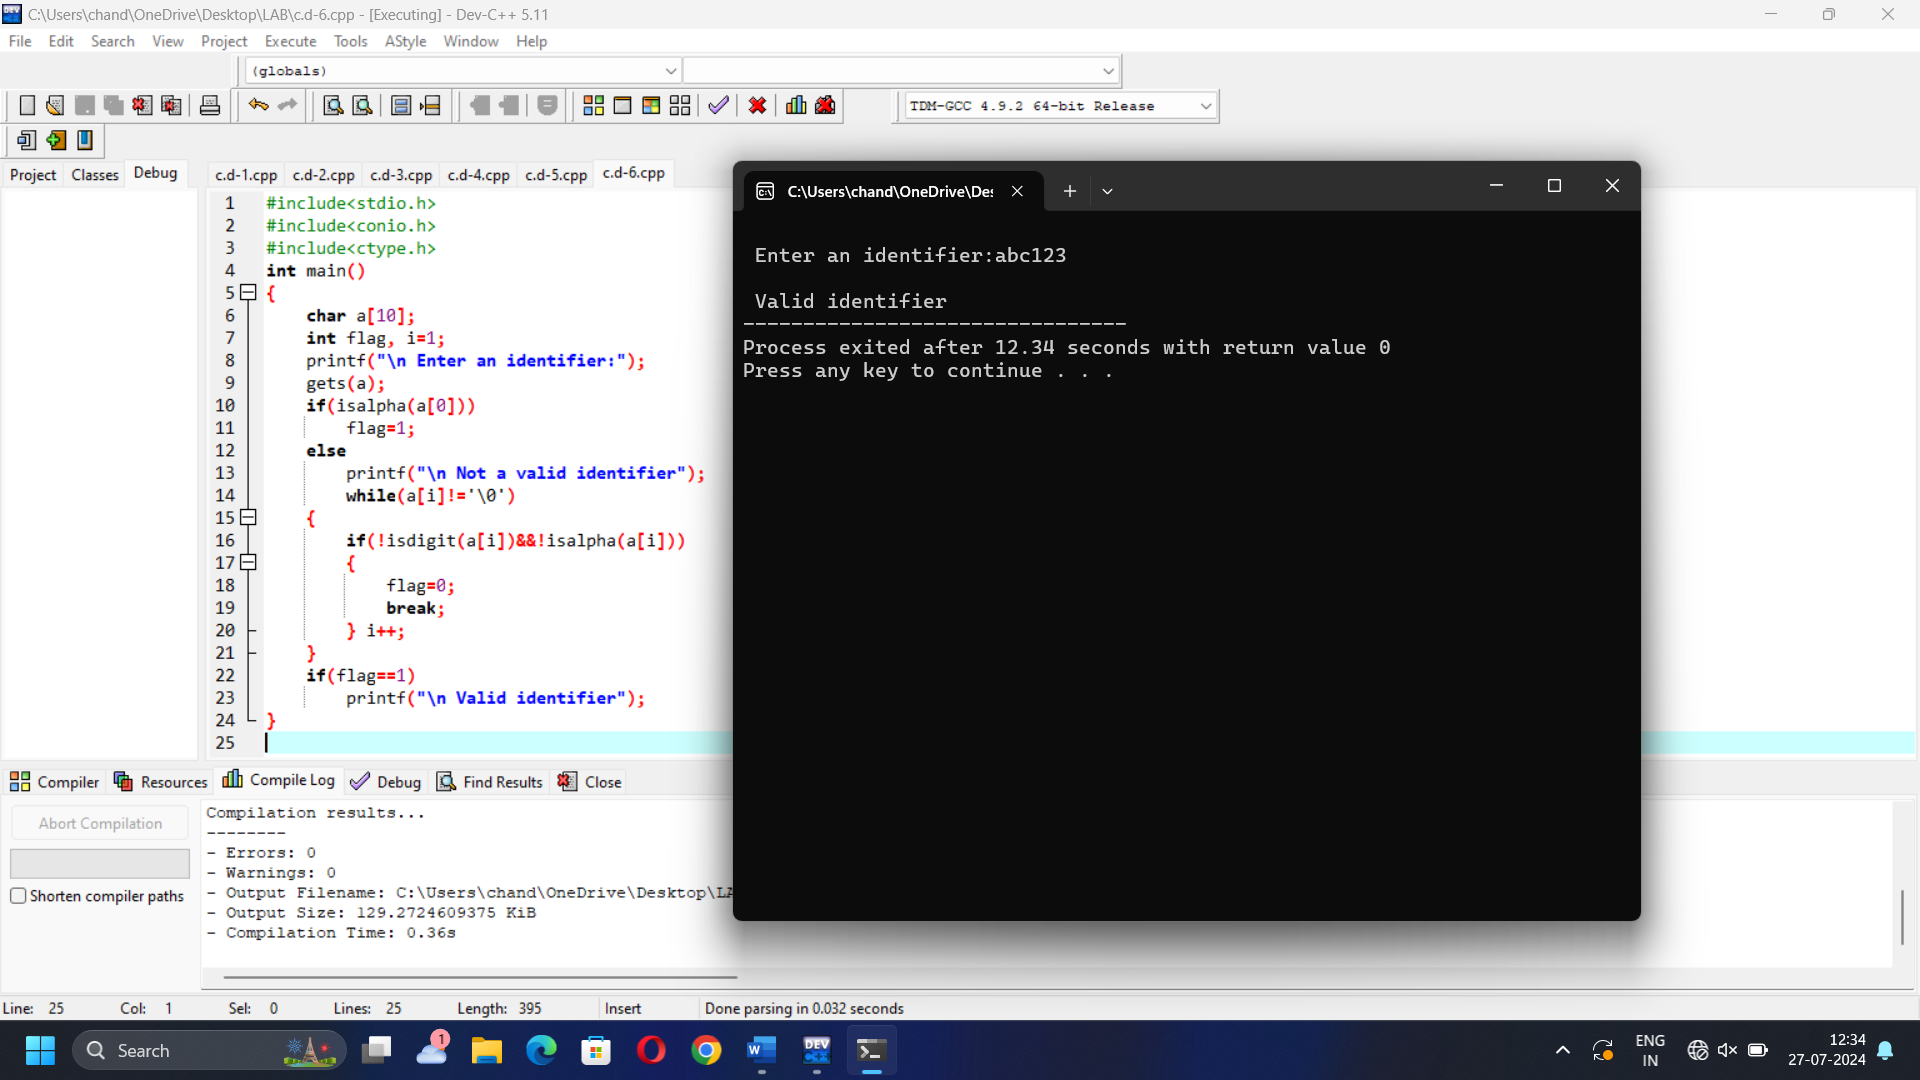 C:\Users\chand\OneDrive\Desktop\LAB\c.d-6.cpp - [Executing] - Dev-C++ 5.11
File Edit Search View Project Execute Tools AStyle Window Help
(globals)
TDM-GCC 4.9.2 64-bit Release
Project Classes Debug
c.d-1.cpp c.d-2.cpp c.d-3.cpp c.d-4.cpp c.d-5.cpp c.d-6.cpp
1 #include<stdio.h>
2 #include<conio.h>
3 #include<ctype.h>
4 int main()
5 {
6 char a[10];
7 int flag, i=1;
8 printf("\n Enter an identifier:");
9 gets(a);
10 if(isalpha(a[0]))
11 flag=1;
12 else
13 printf("\n Not a valid identifier");
14 while(a[i]!='\0')
15 {
16 if(!isdigit(a[i])&&!isalpha(a[i]))
17 {
18 flag=0;
19 break;
20 } i++;
21 }
22 if(flag==1)
23 printf("\n Valid identifier");
24 }
25
C:\Users\chand\OneDrive\Des
Enter an identifier:abc123
Valid identifier
--------------------------------
Process exited after 12.34 seconds with return value 0
Press any key to continue . . .
Compiler Resources Compile Log Debug Find Results Close
Abort Compilation
Shorten compiler paths
Compilation results...
--------
- Errors: 0
- Warnings: 0
- Output Filename: C:\Users\chand\OneDrive\Desktop\LA
- Output Size: 129.2724609375 KiB
- Compilation Time: 0.36s
Line: 25 Col: 1 Sel: 0 Lines: 25 Length: 395 Insert Done parsing in 0.032 seconds
Search
1
W
DEV C++
ENG
IN
12:34
27-07-2024